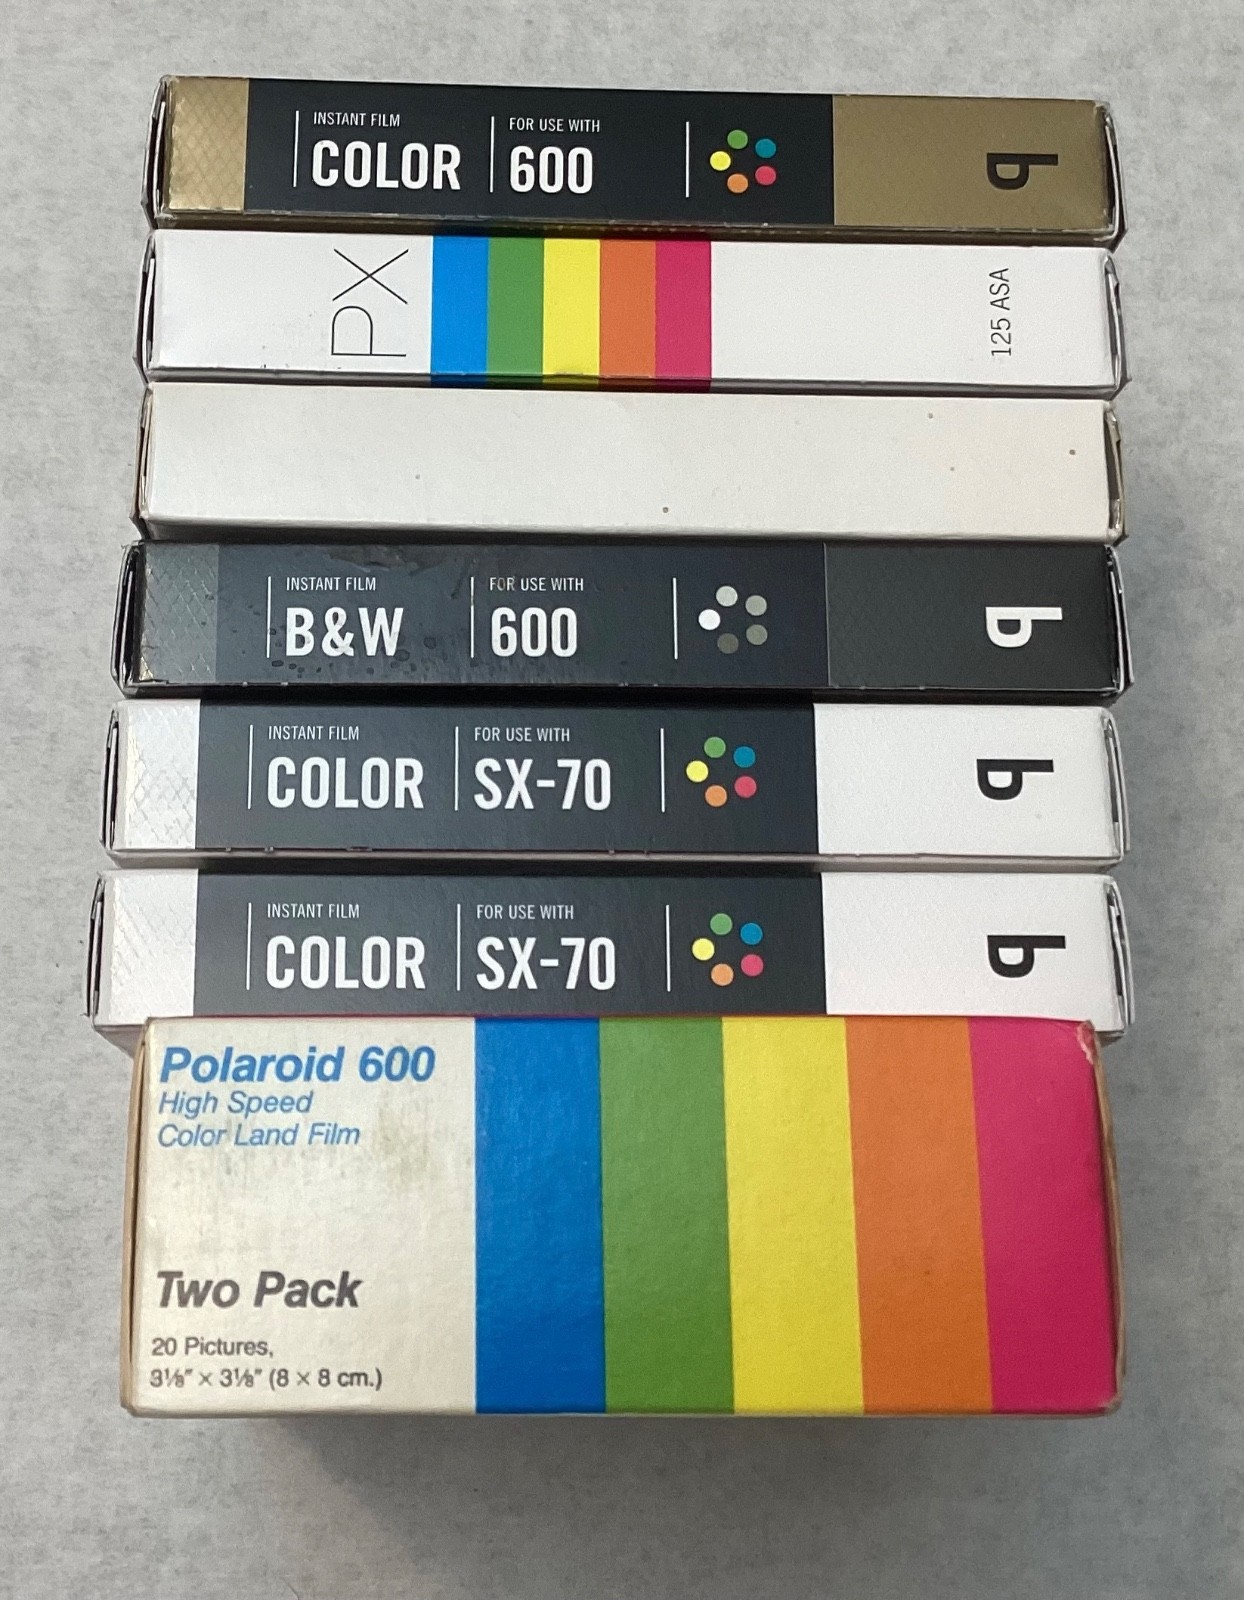 INSTANT FILM
COLOR
FOR USE WITH
600
PX
125 ASA
INSTANT FILM
B&W
FOR USE WITH
600
INSTANT FILM
COLOR
FOR USE WITH
SX-70
INSTANT FILM
COLOR
FOR USE WITH
SX-70
Polaroid 600
High Speed
Color Land Film
Two Pack
20 Pictures,
3⅛" × 3⅛" (8 × 8 cm.)